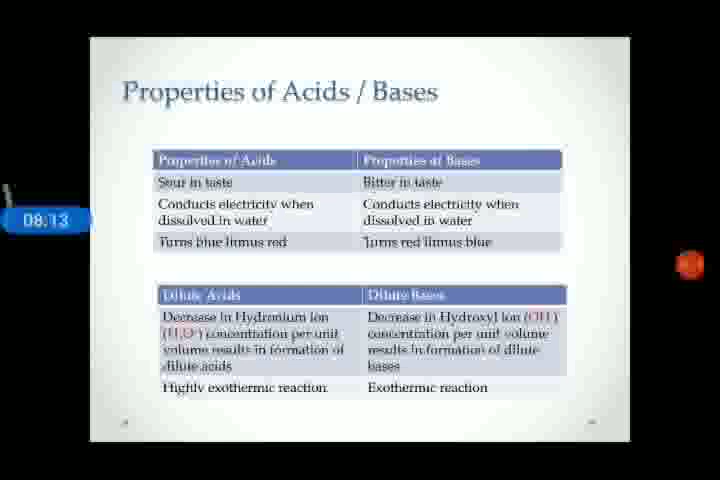 Properties of Acids / Bases
Properties of Acids
Properties of Bases
Sour in taste
Bitter in taste
Conducts electricity when
dissolved in water
Conducts electricity when
dissolved in water
Turns blue litmus red
Turns red litmus blue
08:13
Dilute Acids
Dilute Bases
Decrease in Hydronium ion
(H₃O⁺) concentration per unit
volume results in formation of
dilute acids
Decrease in Hydroxyl ion (OH⁻)
concentration per unit volume
results in formation of dilute
bases
Highly exothermic reaction.
Exothermic reaction